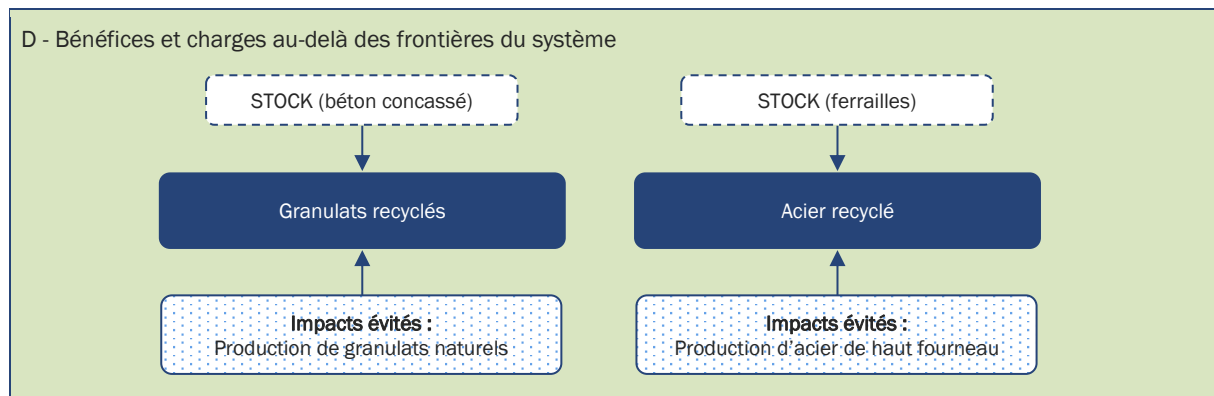 D - Bénéfices et charges au-delà des frontières du système
STOCK (béton concassé)
STOCK (ferrailles)
Granulats recyclés
Acier recyclé
Impacts évités :
Production de granulats naturels
Impacts évités :
Production d'acier de haut fourneau